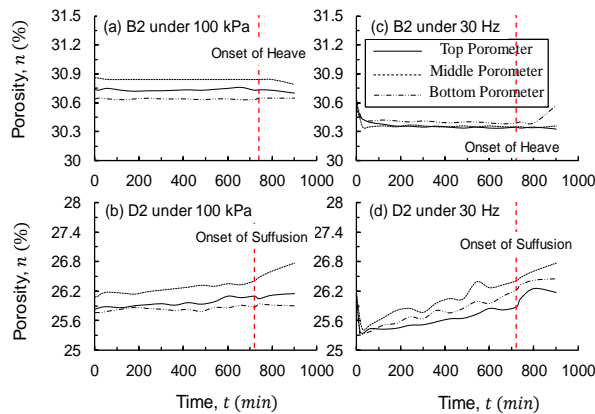 (a) B2 under 100 kPa
Onset of Heave
Porosity, n (%)
31.5
31.2
30.9
30.6
30.3
30
0 200 400 600 800 1000
(c) B2 under 30 Hz
Top Porometer
Middle Porometer
Bottom Porometer
Onset of Heave
31.5
31.2
30.9
30.6
30.3
30
0 200 400 600 800 1000
(b) D2 under 100 kPa
Onset of Suffusion
Porosity, n (%)
28
27.4
26.8
26.2
25.6
25
0 200 400 600 800 1000
Time, t (min)
(d) D2 under 30 Hz
Onset of Suffusion
28
27.4
26.8
26.2
25.6
25
0 200 400 600 800 1000
Time, t (min)